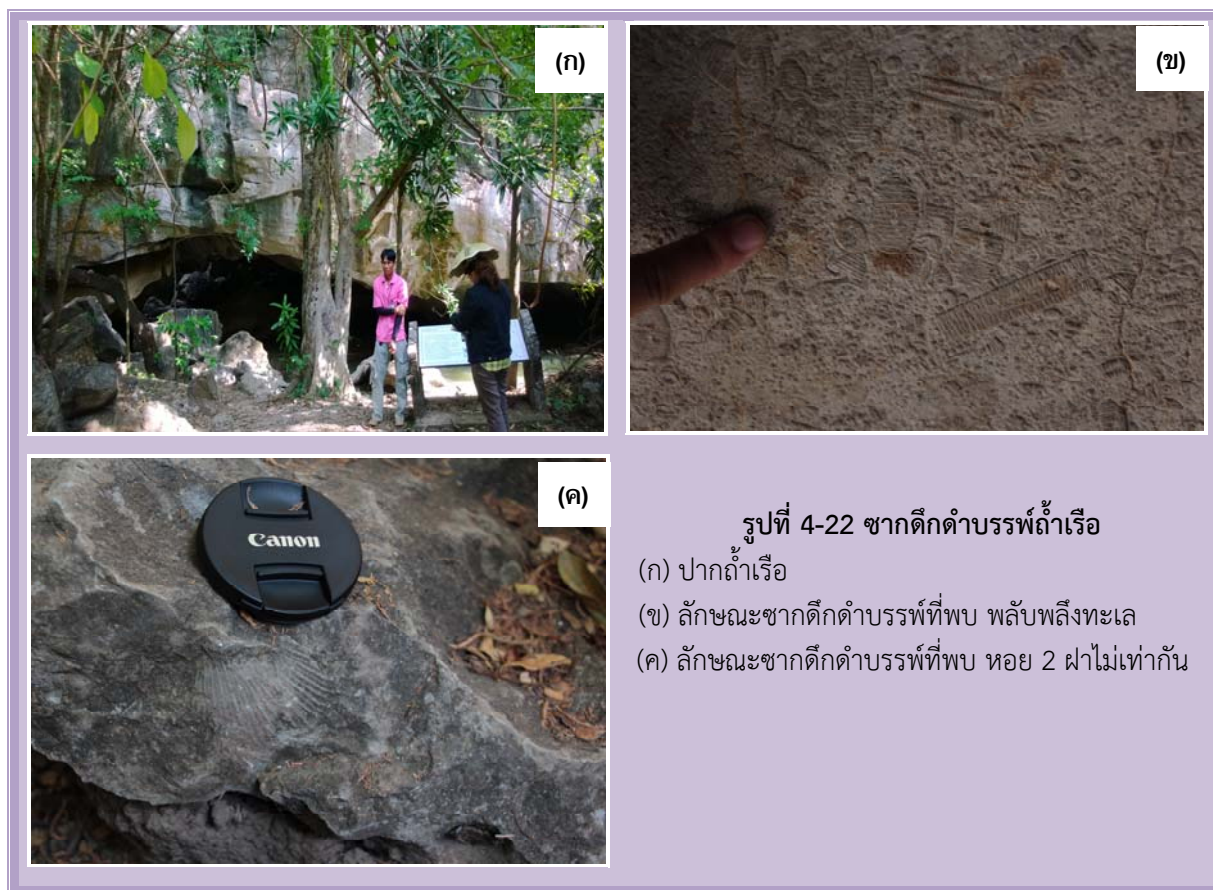 (ก)
(ข)
(ค)
Canon
รูปที่ 4-22 ซากดึกดำบรรพ์ถ้ำเรือ
(ก) ปากถ้ำเรือ
(ข) ลักษณะซากดึกดำบรรพ์ที่พบ พลับพลึงทะเล
(ค) ลักษณะซากดึกดำบรรพ์ที่พบ หอย 2 ฝาไม่เท่ากัน